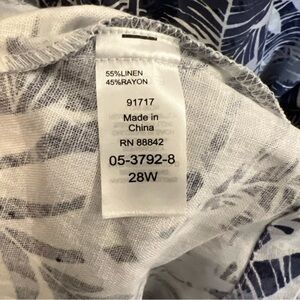 55%LINEN
45%RAYON
91717
Made in
China
RN 88842
05-3792-8
28W